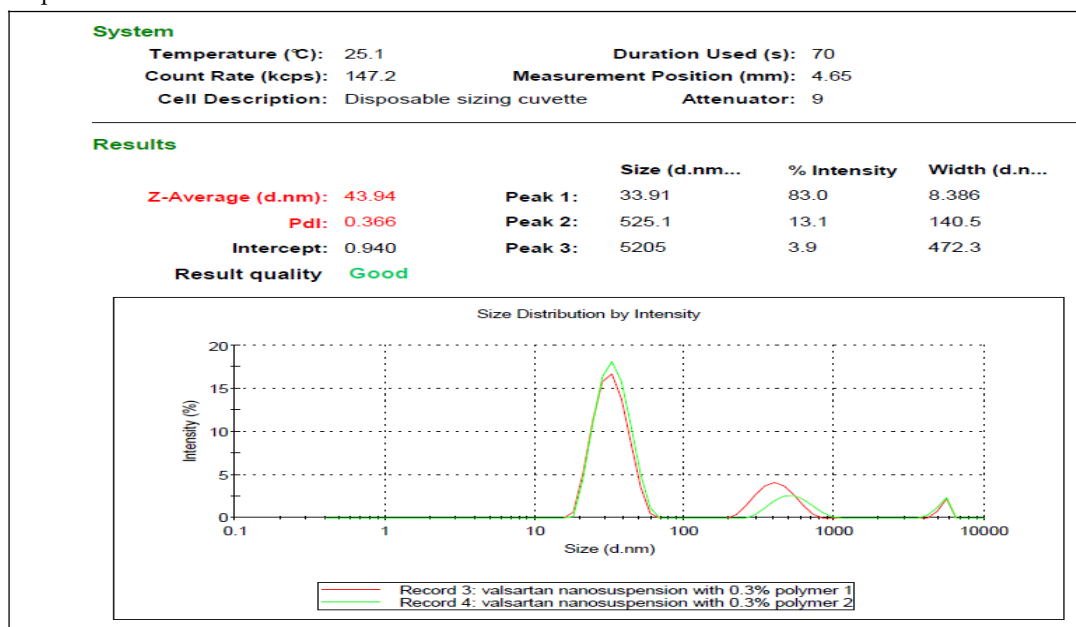 System
Temperature (°C): 25.1 Duration Used (s): 70
Count Rate (kcps): 147.2 Measurement Position (mm): 4.65
Cell Description: Disposable sizing cuvette Attenuator: 9
Results
Size (d.nm... % Intensity Width (d.n...
Z-Average (d.nm): 43.94 Peak 1: 33.91 83.0 8.386
PdI: 0.366 Peak 2: 525.1 13.1 140.5
Intercept: 0.940 Peak 3: 5205 3.9 472.3
Result quality Good
Size Distribution by Intensity
20
15
10
5
0
Intensity (%)
0.1 1 10 100 1000 10000
Size (d.nm)
Record 3: valsartan nanosuspension with 0.3% polymer 1
Record 4: valsartan nanosuspension with 0.3% polymer 2